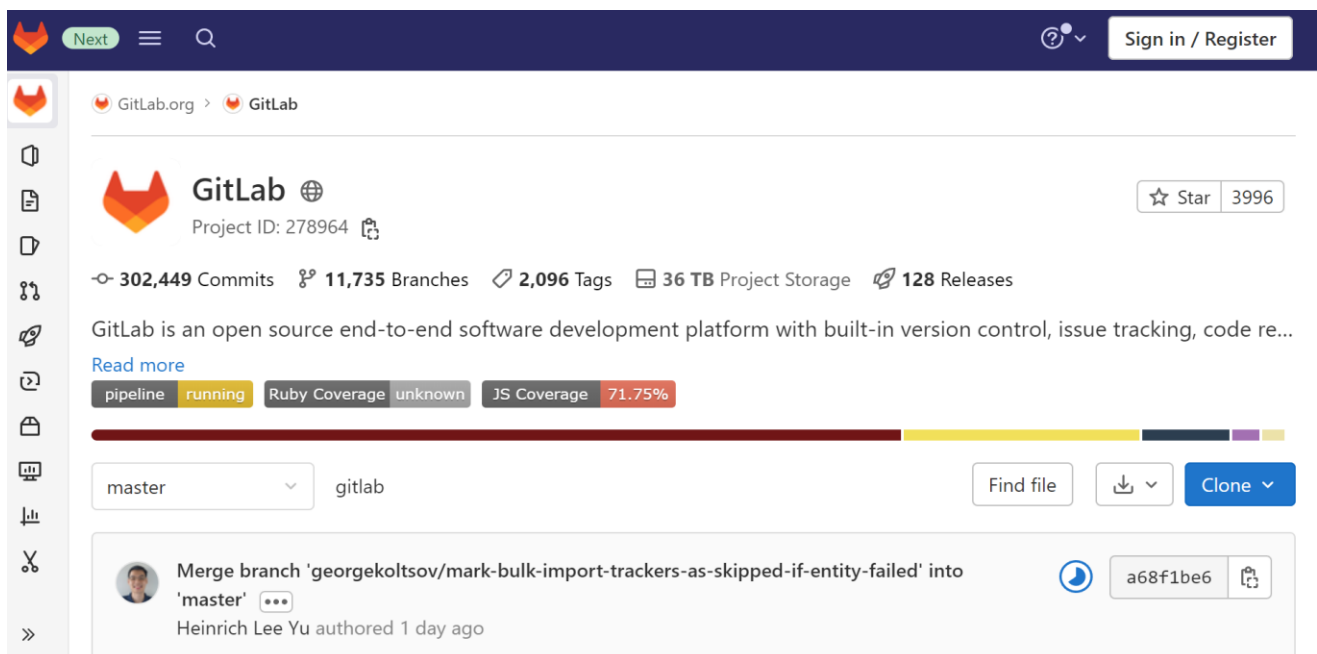 Next
Sign in / Register
GitLab.org > GitLab
GitLab
Project ID: 278964
Star 3996
302,449 Commits 11,735 Branches 2,096 Tags 36 TB Project Storage 128 Releases
GitLab is an open source end-to-end software development platform with built-in version control, issue tracking, code re...
Read more
pipeline running Ruby Coverage unknown JS Coverage 71.75%
master gitlab Find file Clone
Merge branch 'georgekoltsov/mark-bulk-import-trackers-as-skipped-if-entity-failed' into
'master' a68f1be6
Heinrich Lee Yu authored 1 day ago